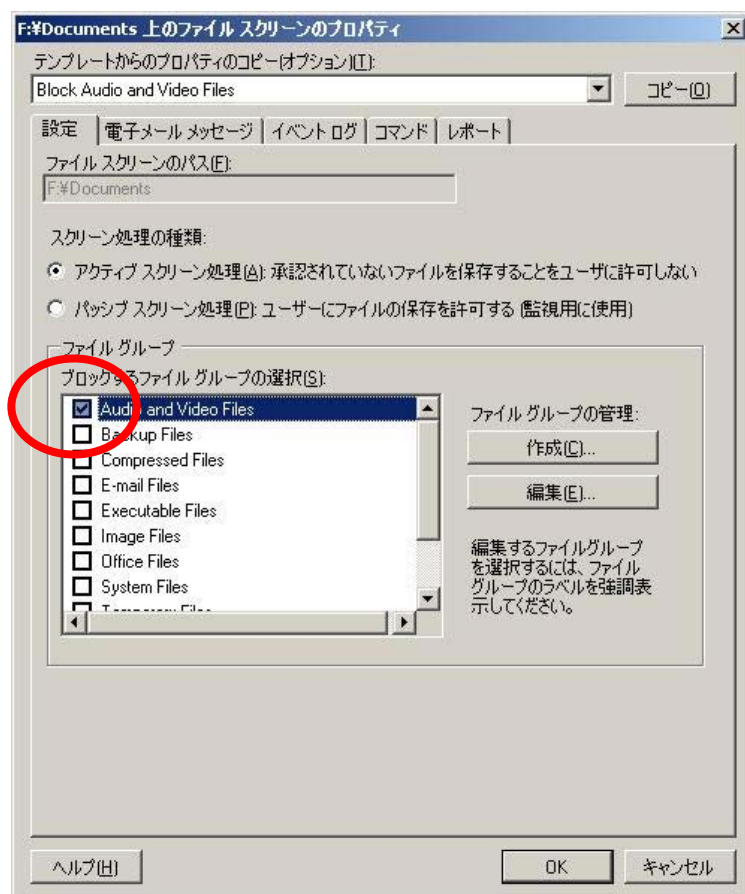 F:¥Documents 上のファイル スクリーンのプロパティ
テンプレートからのプロパティのコピー(オプション)(T):
Block Audio and Video Files
コピー(O)
設定 電子メール メッセージ イベント ログ コマンド レポート
ファイル スクリーンのパス(F):
F:¥Documents
スクリーン処理の種類:
アクティブ スクリーン処理(A): 承認されていないファイルを保存することをユーザに許可しない
パッシブ スクリーン処理(P): ユーザーにファイルの保存を許可する (監視用に使用)
ファイル グループ
ブロックするファイル グループの選択(S):
Audio and Video Files
Backup Files
Compressed Files
E-mail Files
Executable Files
Image Files
Office Files
System Files
Temporary Files
ファイル グループの管理:
作成(C)...
編集(E)...
編集するファイルグループ
を選択するには、ファイル
グループのラベルを強調表
示してください。
ヘルプ(H)
OK
キャンセル